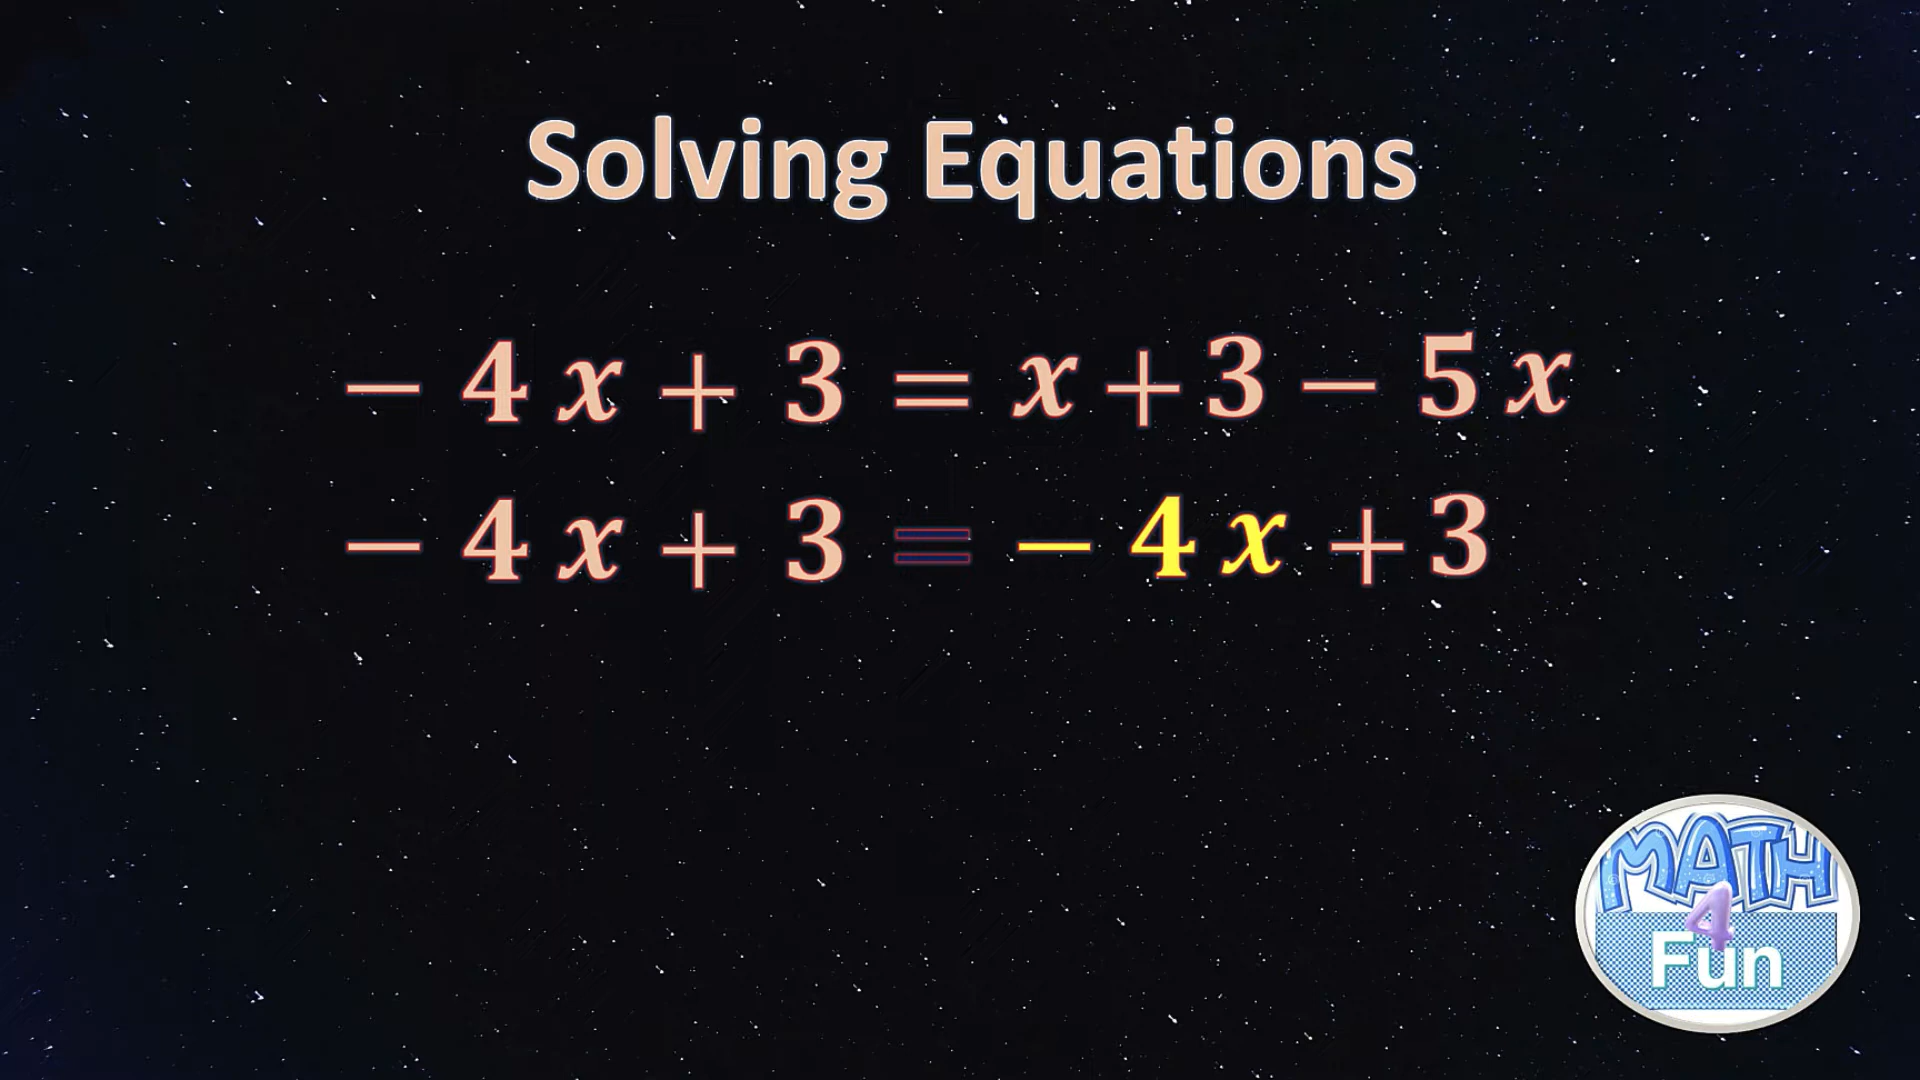 Solving Equations
− 4 x + 3 = x + 3 − 5 x
− 4 x + 3 = − 4 x + 3
MATH
4
Fun